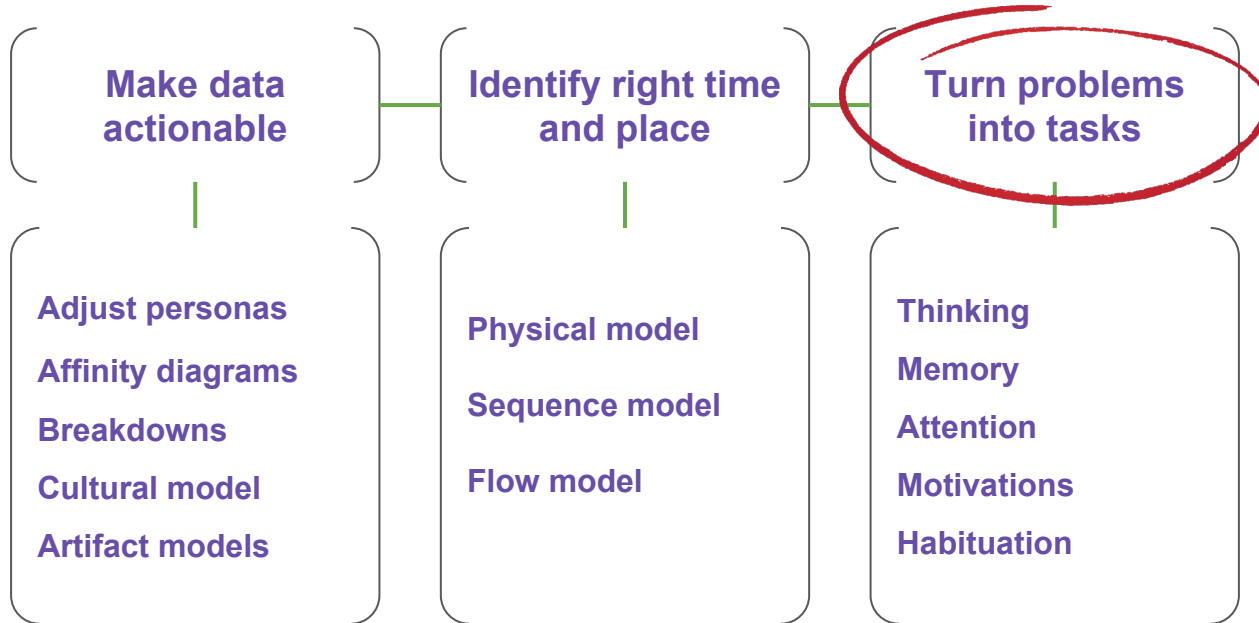 Make data
actionable
Identify right time
and place
Turn problems
into tasks
Adjust personas
Affinity diagrams
Breakdowns
Cultural model
Artifact models
Physical model
Sequence model
Flow model
Thinking
Memory
Attention
Motivations
Habituation